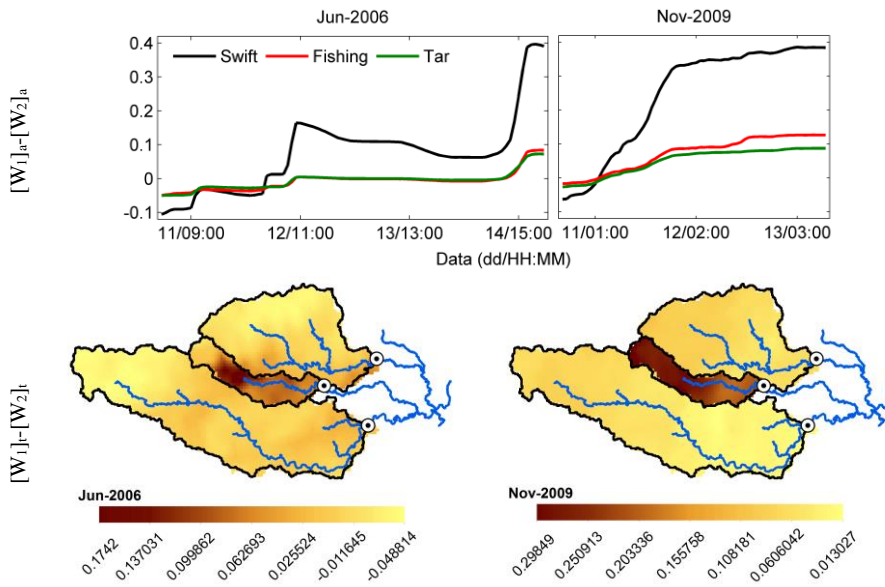 Jun-2006
Nov-2009
[W1]a-[W2]a
0.4
0.3
0.2
0.1
0
-0.1
Swift Fishing Tar
11/09:00 12/11:00 13/13:00 14/15:00
11/01:00 12/02:00 13/03:00
Data (dd/HH:MM)
[W1]t-[W2]t
Jun-2006
0.1742 0.137031 0.099862 0.062693 0.025524 -0.011645 -0.048814
Nov-2009
0.29849 0.250913 0.203336 0.155758 0.108181 0.0606042 0.013027